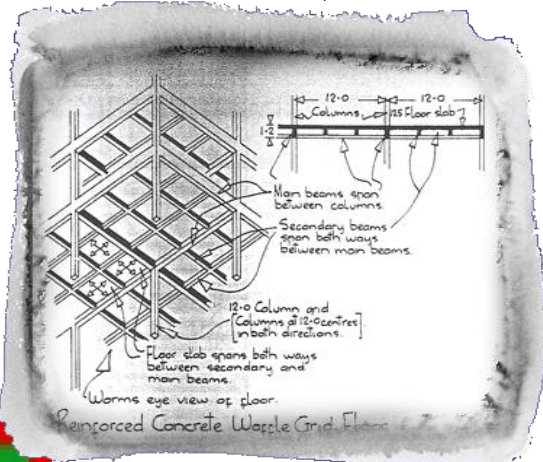 12-0 12-0
Columns 125 Floor slab
1-2
Main beams span
between columns.
Secondary beams
span both ways
between main beams.
12-0 Column and
[Columns at 12-0 centres]
in both directions.
Floor slab spans both ways
between secondary and
main beams.
Worms eye view of floor.
Reinforced Concrete Waffle Grid Floor